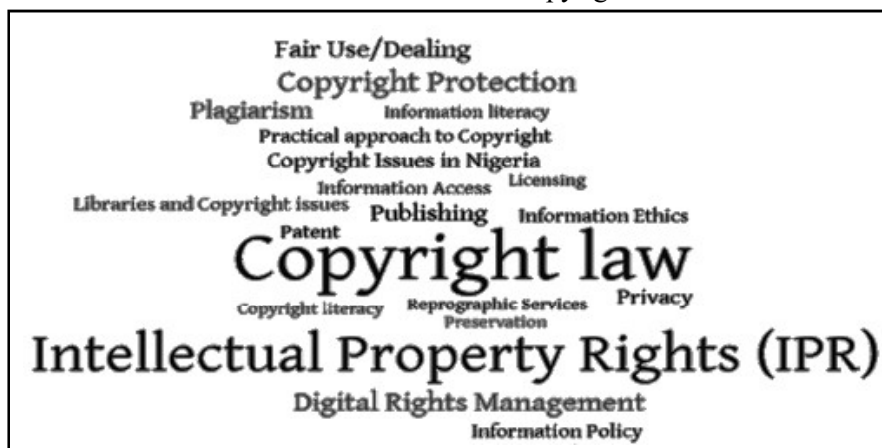 Fair Use/Dealing
Copyright Protection
Plagiarism Information literacy
Practical approach to Copyright
Copyright Issues in Nigeria
Information Access Licensing
Libraries and Copyright issues Publishing Information Ethics
Patent
Copyright law
Copyright literacy Reprographic Services Privacy
Preservation
Intellectual Property Rights (IPR)
Digital Rights Management
Information Policy